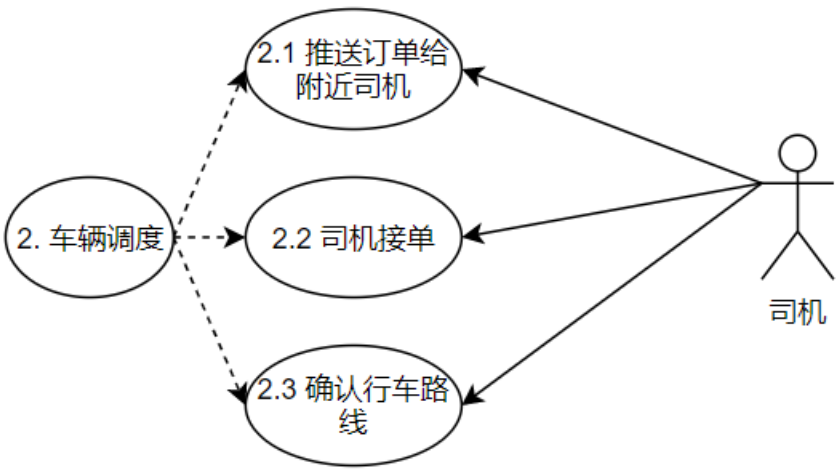 2.1 推送订单给
附近司机
2. 车辆调度
2.2 司机接单
司机
2.3 确认行车路
线